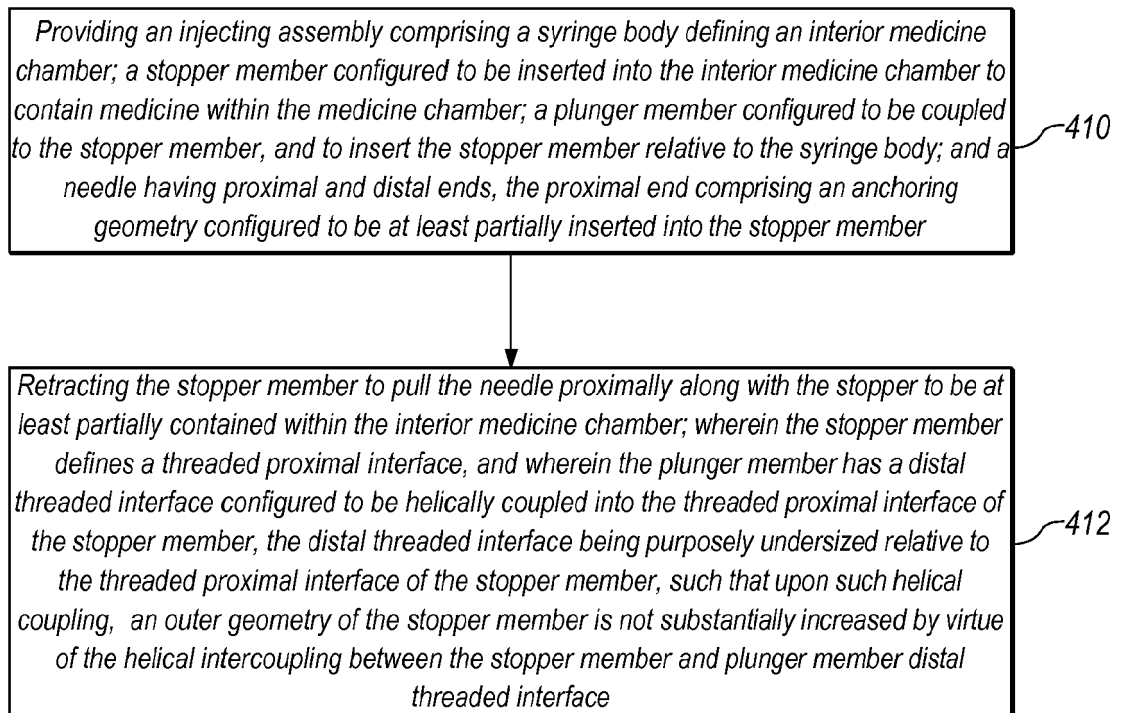 Providing an injecting assembly comprising a syringe body defining an interior medicine
chamber; a stopper member configured to be inserted into the interior medicine chamber to
contain medicine within the medicine chamber; a plunger member configured to be coupled
to the stopper member, and to insert the stopper member relative to the syringe body; and a
needle having proximal and distal ends, the proximal end comprising an anchoring
geometry configured to be at least partially inserted into the stopper member
410
Retracting the stopper member to pull the needle proximally along with the stopper to be at
least partially contained within the interior medicine chamber; wherein the stopper member
defines a threaded proximal interface, and wherein the plunger member has a distal
threaded interface configured to be helically coupled into the threaded proximal interface of
the stopper member, the distal threaded interface being purposely undersized relative to
the threaded proximal interface of the stopper member, such that upon such helical
coupling, an outer geometry of the stopper member is not substantially increased by virtue
of the helical intercoupling between the stopper member and plunger member distal
threaded interface
412